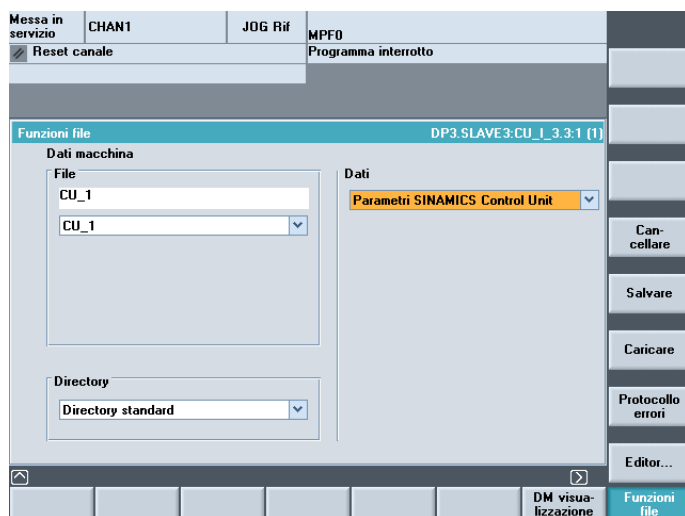 Messa in
servizio
CHAN1
JOG Rif
MPF0
Reset canale
Programma interrotto
Funzioni file
DP3.SLAVE3:CU_I_3.3:1 (1)
Dati macchina
File
CU_1
CU_1
Dati
Parametri SINAMICS Control Unit
Directory
Directory standard
Can-
cellare
Salvare
Caricare
Protocollo
errori
Editor...
DM visua-
lizzazione
Funzioni
file